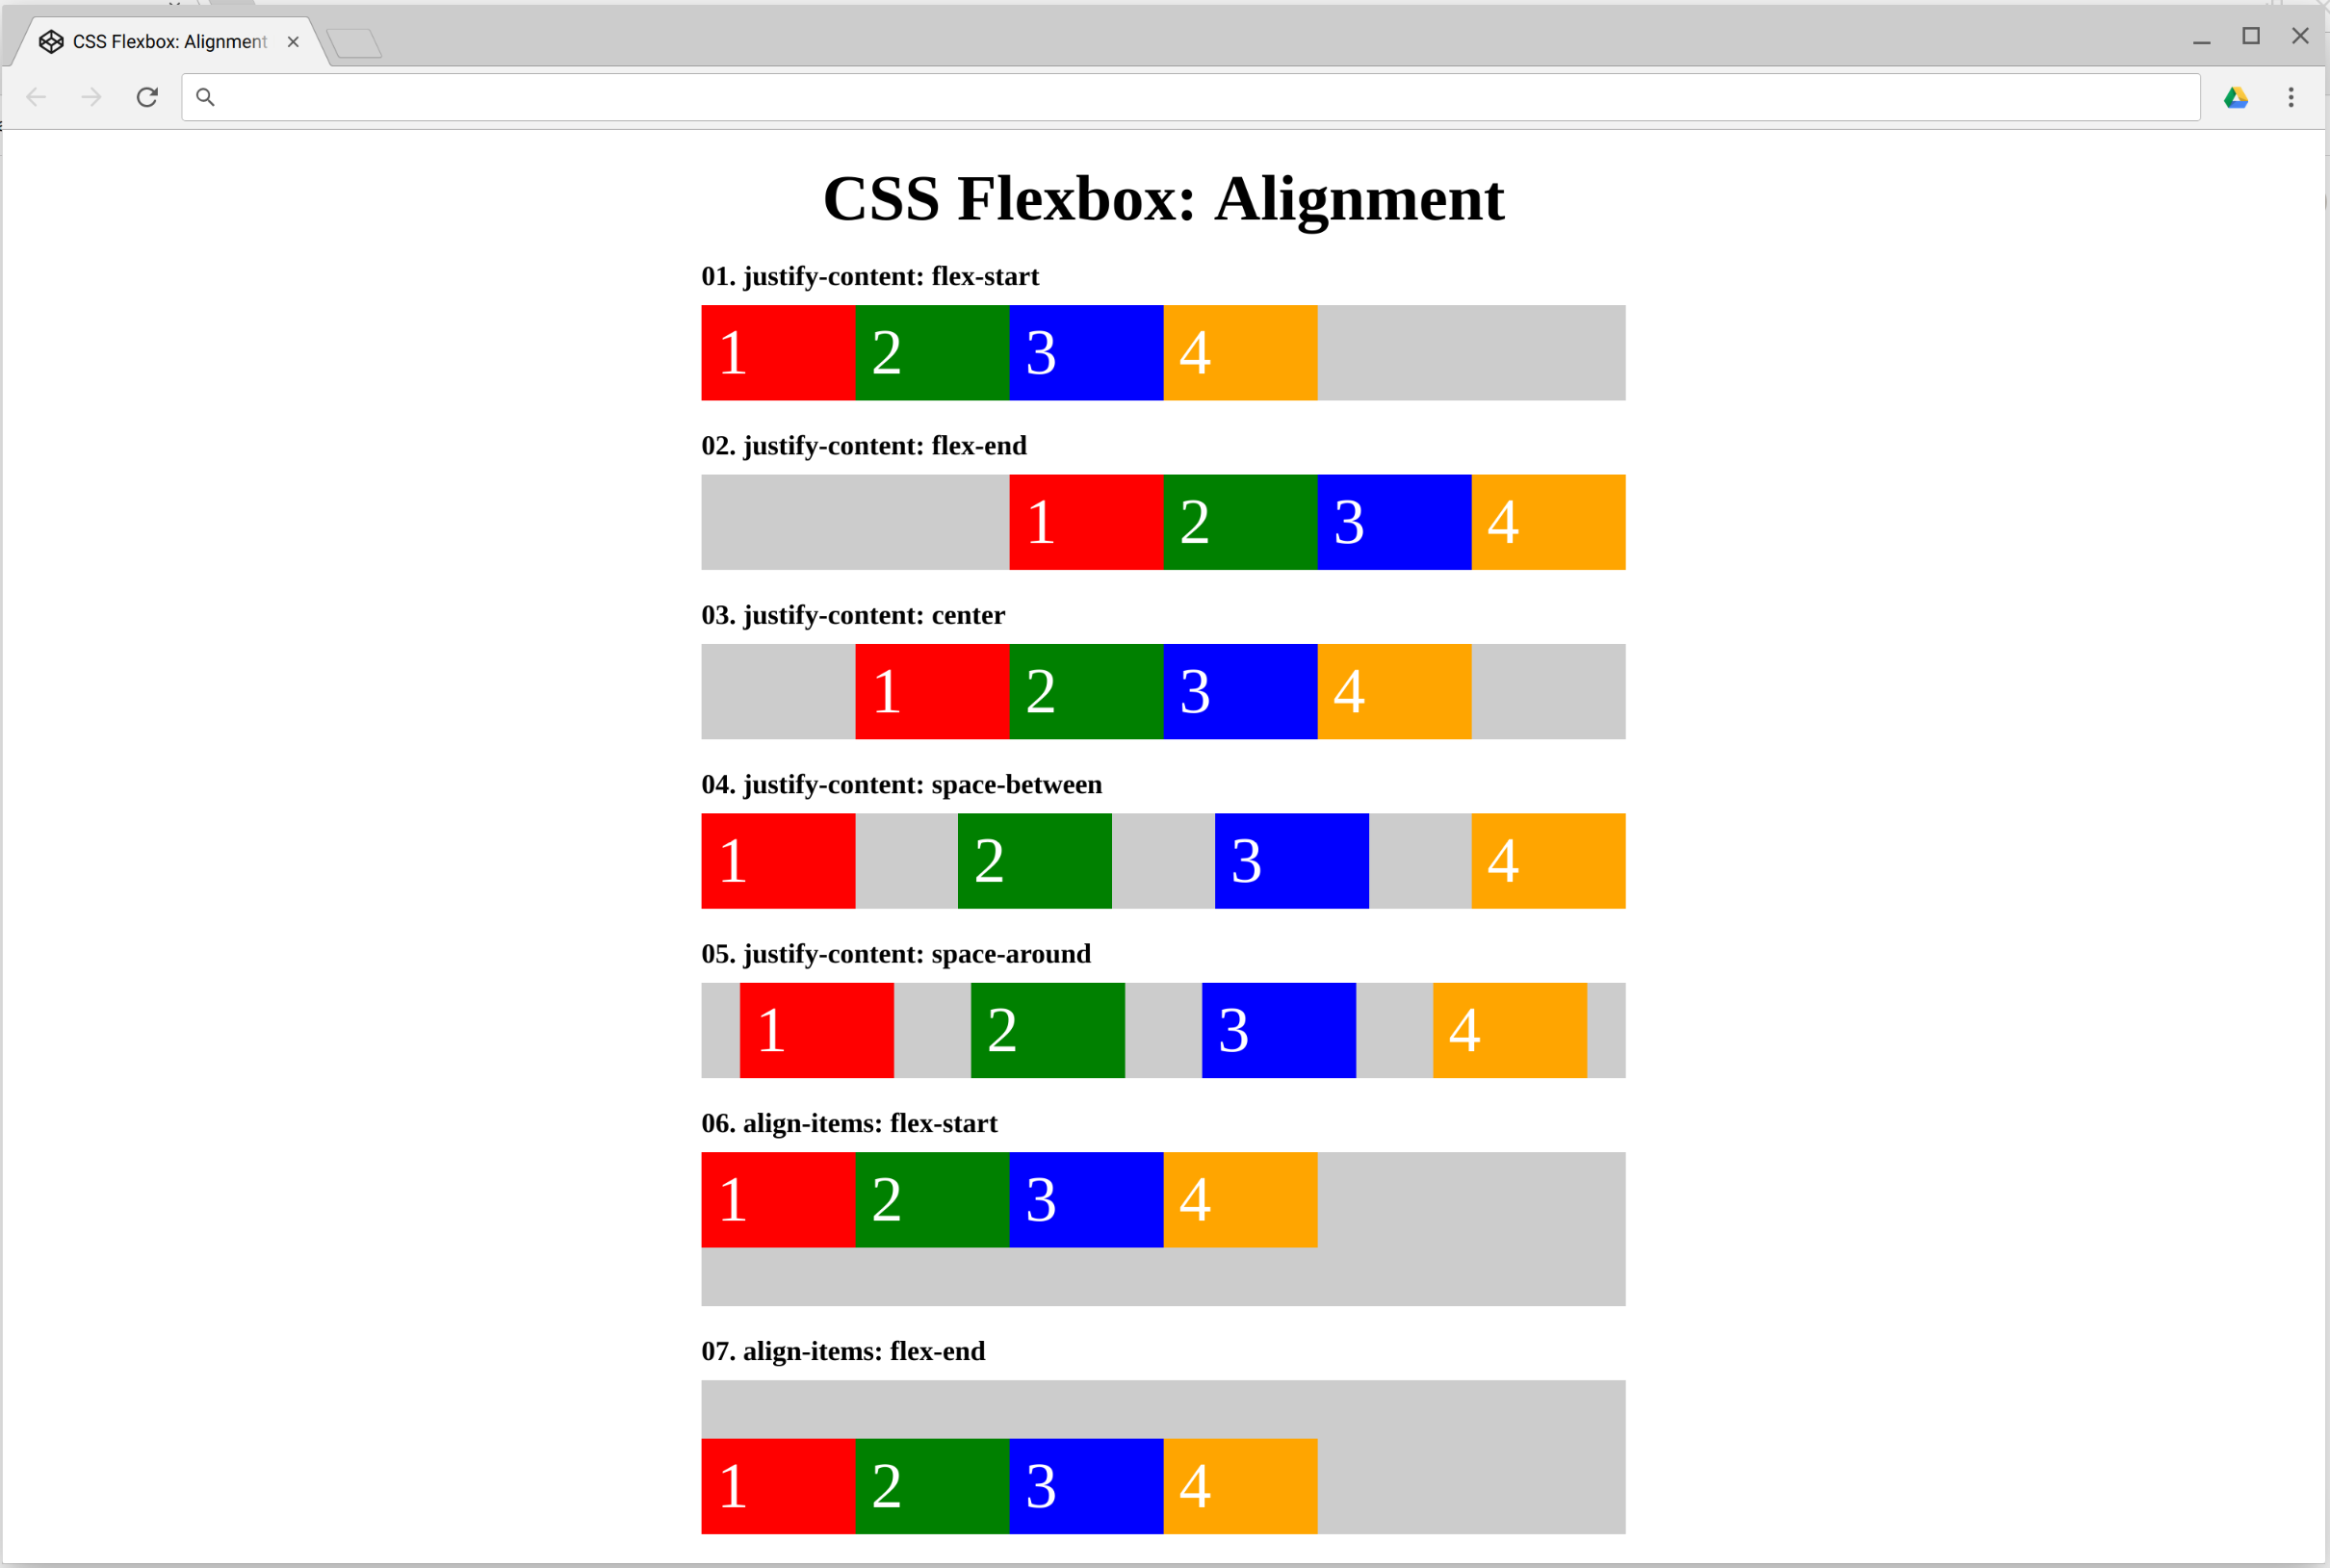 CSS Flexbox: Alignment
CSS Flexbox: Alignment
01. justify-content: flex-start
1 2 3 4
02. justify-content: flex-end
1 2 3 4
03. justify-content: center
1 2 3 4
04. justify-content: space-between
1 2 3 4
05. justify-content: space-around
1 2 3 4
06. align-items: flex-start
1 2 3 4
07. align-items: flex-end
1 2 3 4